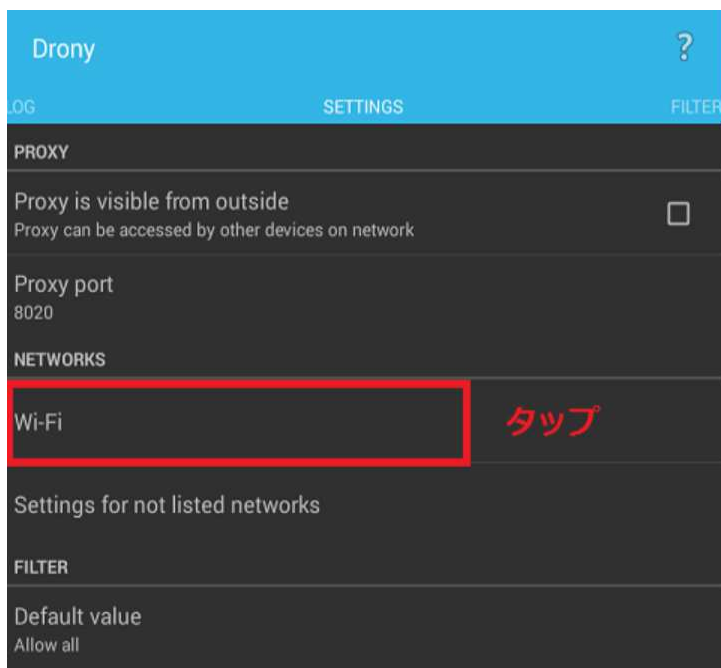 Drony
?
LOG SETTINGS FILTER
PROXY
Proxy is visible from outside
Proxy can be accessed by other devices on network
Proxy port
8020
NETWORKS
Wi-Fi タップ
Settings for not listed networks
FILTER
Default value
Allow all